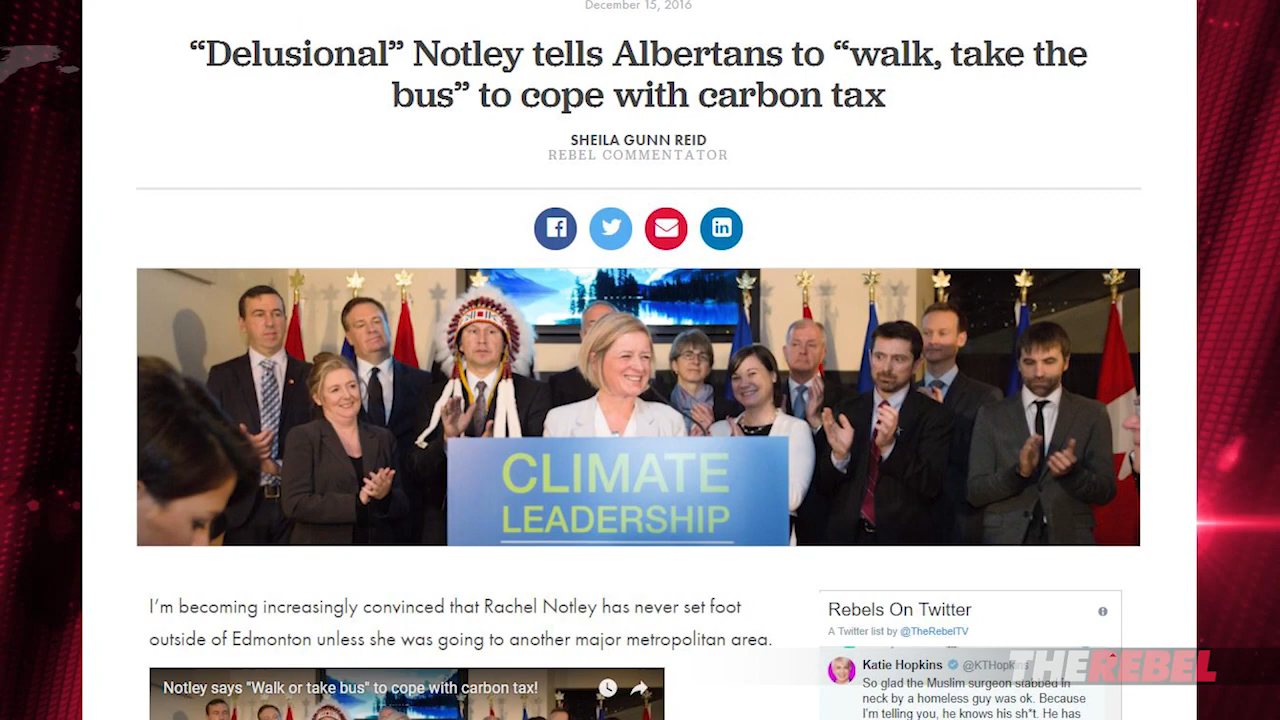 December 15, 2016
“Delusional” Notley tells Albertans to “walk, take the
bus” to cope with carbon tax
SHEILA GUNN REID
REBEL COMMENTATOR
CLIMATE
LEADERSHIP
I’m becoming increasingly convinced that Rachel Notley has never set foot
outside of Edmonton unless she was going to another major metropolitan area.
Notley says "Walk or take bus" to cope with carbon tax!
Rebels On Twitter
A Twitter list by @TheRebelTV
Katie Hopkins @KTHopkins
So glad the Muslim surgeon stabbed in
neck by a homeless guy was ok. Because
I'm telling you, he knows his sh*t. He has
THE REBEL